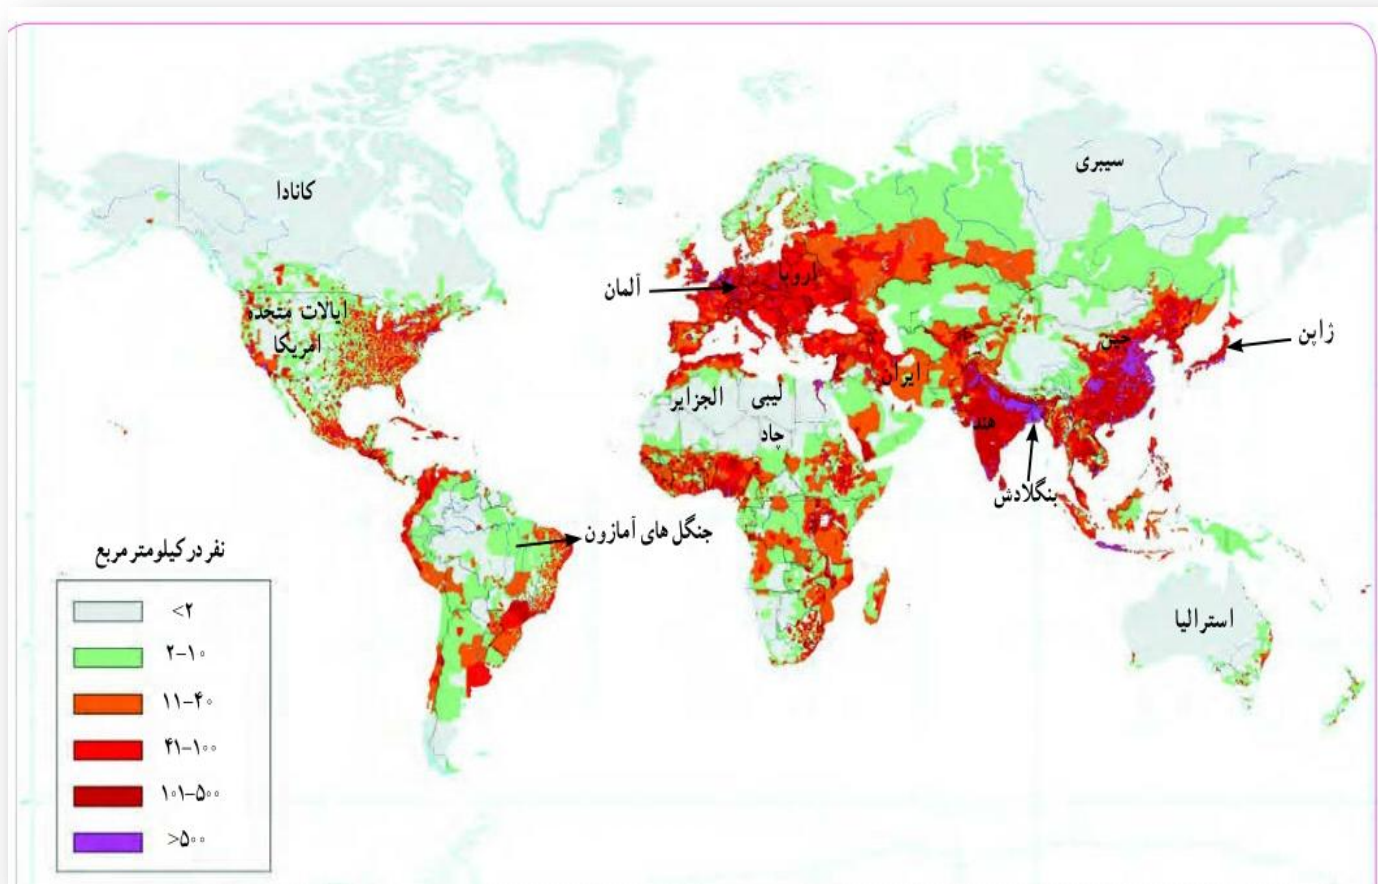 کانادا
سیبری
ایالات متحده
امریکا
آلمان
اروپا
ژاپن
چین
ایران
الجزایر
لیبی
چاد
هند
بنگلادش
جنگل های آمازون
استرالیا
نفر در کیلومتر مربع
<۲
۲-۱۰
۱۱-۴۰
۴۱-۱۰۰
۱۰۱-۵۰۰
>۵۰۰